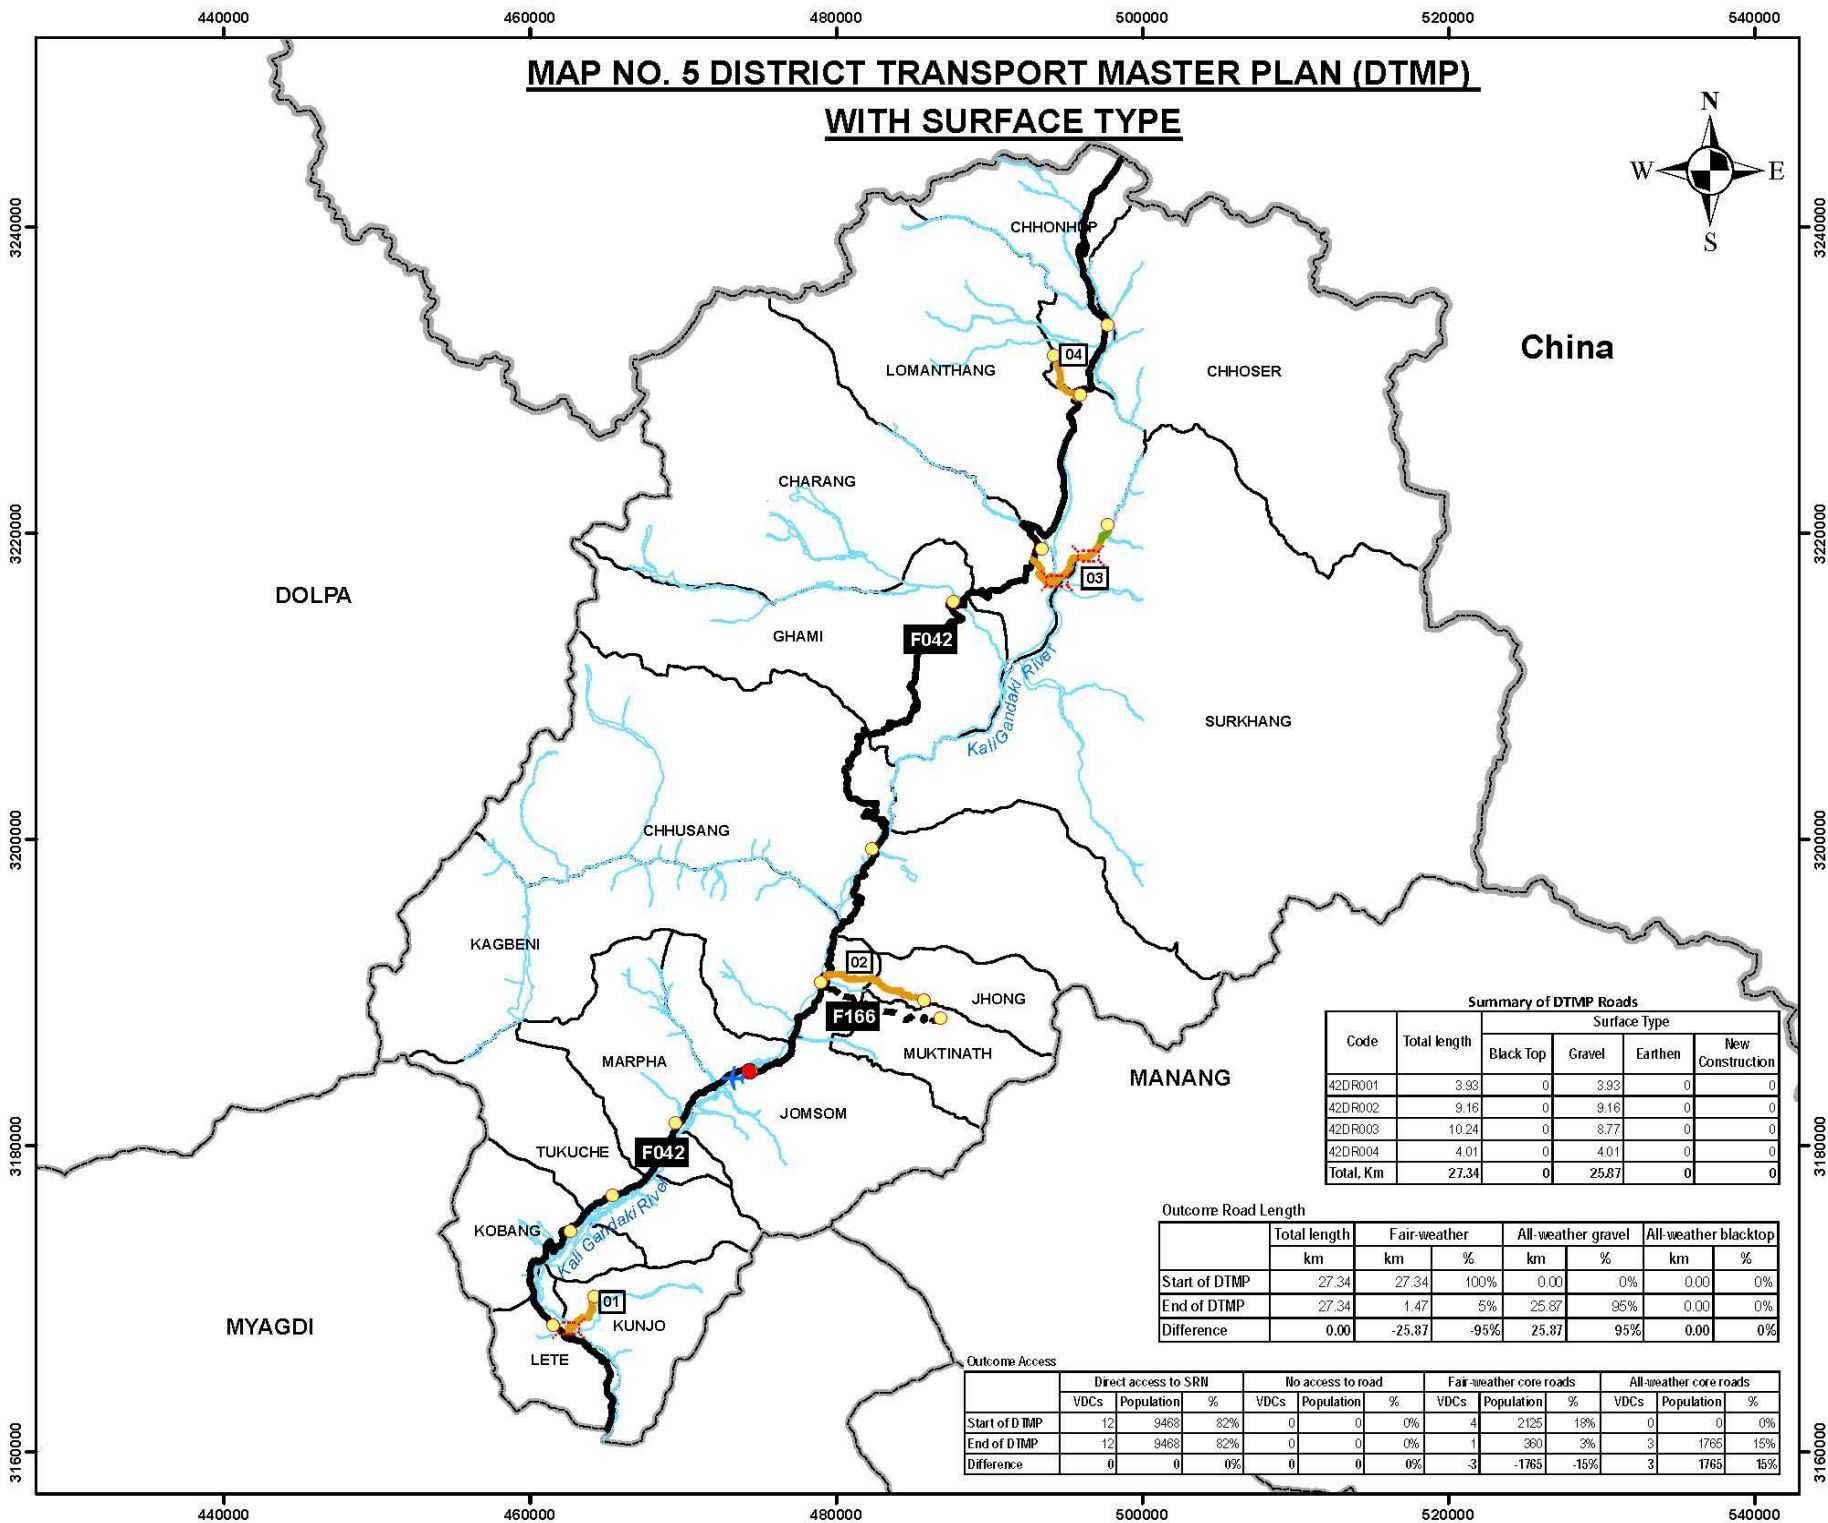 440000 460000 480000 500000 520000 540000
MAP NO. 5 DISTRICT TRANSPORT MASTER PLAN (DTMP)
WITH SURFACE TYPE
N
W E
S
3240000 3240000
CHHONHUP
China
04
LOMANTHANG
CHHOSER
CHARANG
3220000 3220000
03
DOLPA
GHAMI
F042
Kali Gandaki River
SURKHANG
CHHUSANG
3200000 3200000
KAGBENI
02
JHONG
F166
MARPHA
MUKTINATH
MANANG
JOMSOM
3180000 3180000
TUKUCHE
F042
KOBANG
Kali Gandaki River
01
KUNJO
MYAGDI
LETE
3160000 3160000
Summary of DTMP Roads
Code Total length Surface Type
Black Top Gravel Earthen New Construction
42DR001 3.93 0 3.93 0 0
42DR002 9.16 0 9.16 0 0
42DR003 10.24 0 8.77 0 0
42DR004 4.01 0 4.01 0 0
Total, Km 27.34 0 25.87 0 0
Outcome Road Length
Total length Fair-weather All-weather gravel All-weather blacktop
km km % km % km %
Start of DTMP 27.34 27.34 100% 0.00 0% 0.00 0%
End of DTMP 27.34 1.47 5% 25.87 95% 0.00 0%
Difference 0.00 -25.87 -95% 25.87 95% 0.00 0%
Outcome Access
Direct access to SRN No access to road Fair-weather core roads All-weather core roads
VDCs Population % VDCs Population % VDCs Population % VDCs Population %
Start of DTMP 12 9468 82% 0 0 0% 4 2125 18% 0 0 0%
End of DTMP 12 9468 82% 0 0 0% 1 360 3% 3 1765 15%
Difference 0 0 0% 0 0 0% -3 -1765 -15% 3 1765 15%
440000 460000 480000 500000 520000 540000